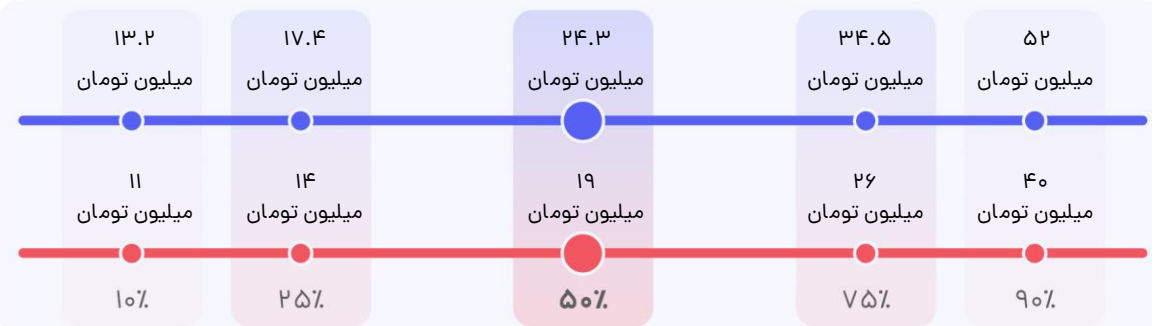 ۱۳.۲ ۱۷.۴ ۲۴.۳ ۳۴.۵ ۵۲
میلیون تومان میلیون تومان میلیون تومان میلیون تومان میلیون تومان
۱۱ ۱۴ ۱۹ ۲۶ ۴۰
میلیون تومان میلیون تومان میلیون تومان میلیون تومان میلیون تومان
۱۰٪ ۲۵٪ ۵۰٪ ۷۵٪ ۹۰٪